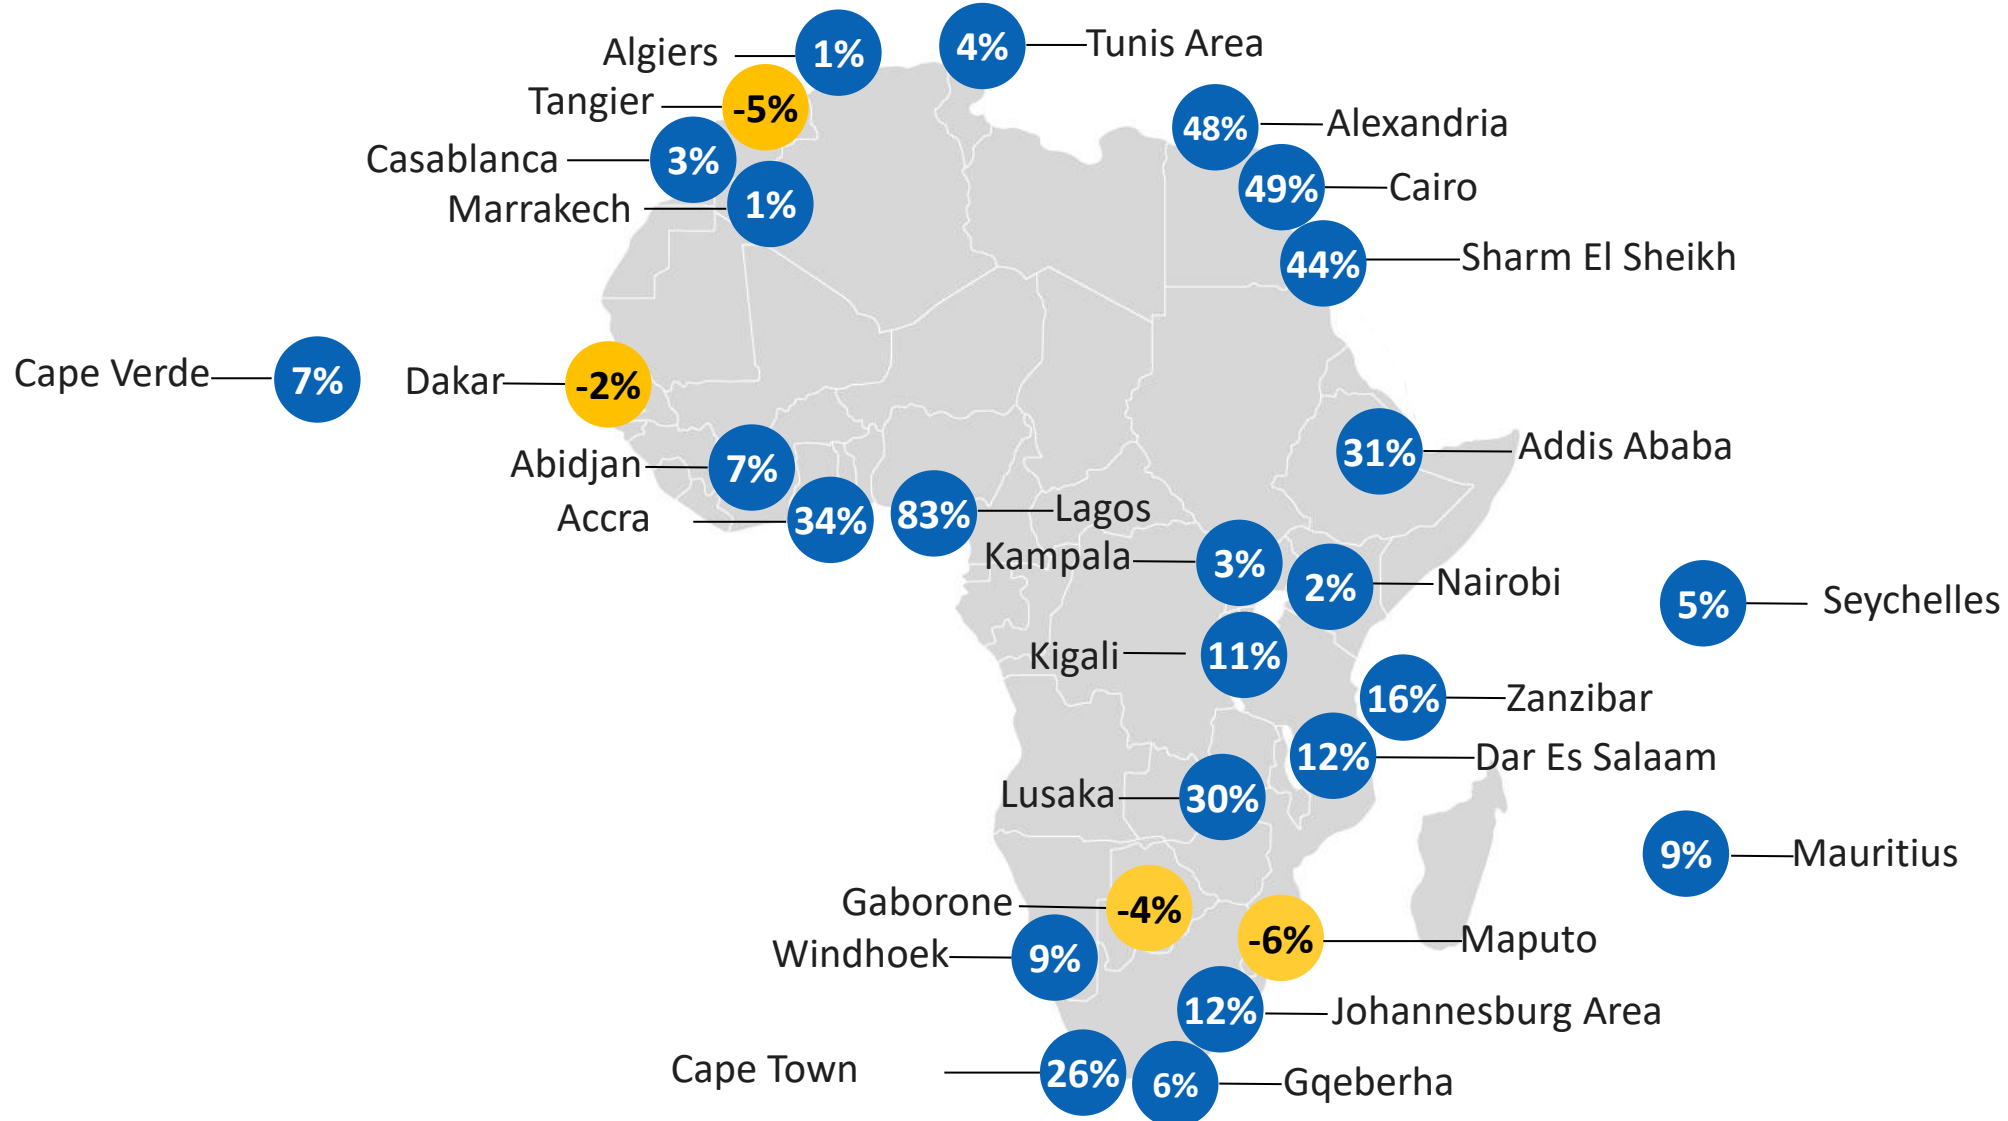 Algiers 1%
4% Tunis Area
Tangier -5%
48% Alexandria
Casablanca 3%
49% Cairo
Marrakech 1%
44% Sharm El Sheikh
Cape Verde 7%
Dakar -2%
31% Addis Ababa
Abidjan 7%
Accra 34%
83% Lagos
Kampala 3%
2% Nairobi
5% Seychelles
Kigali 11%
16% Zanzibar
12% Dar Es Salaam
Lusaka 30%
9% Mauritius
Gaborone -4%
-6% Maputo
Windhoek 9%
12% Johannesburg Area
Cape Town 26%
6% Gqeberha